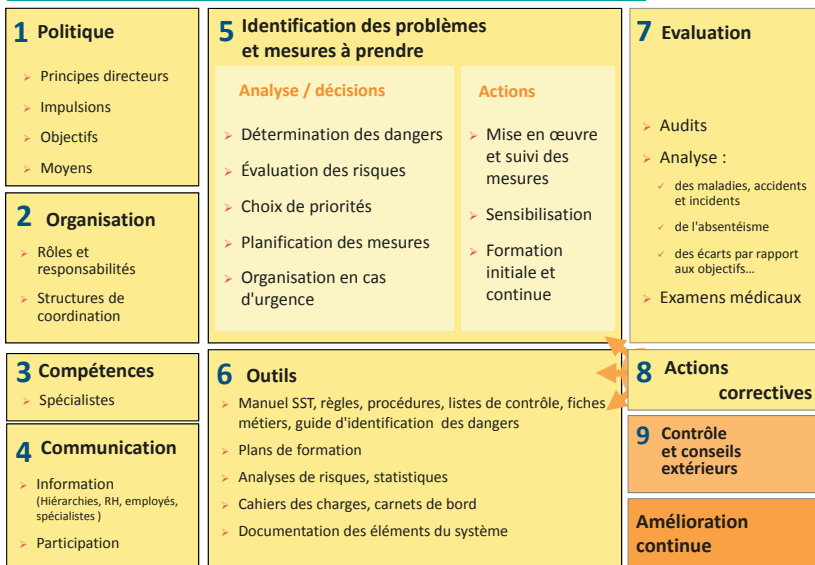 1 Politique
Principes directeurs
Impulsions
Objectifs
Moyens
2 Organisation
Rôles et
responsabilités
Structures de
coordination
3 Compétences
Spécialistes
4 Communication
Information
(Hiérarchies, RH, employés,
spécialistes )
Participation
5 Identification des problèmes
et mesures à prendre
Analyse / décisions
Détermination des dangers
Évaluation des risques
Choix de priorités
Planification des mesures
Organisation en cas
d'urgence
Actions
Mise en œuvre
et suivi des
mesures
Sensibilisation
Formation
initiale et
continue
6 Outils
Manuel SST, règles, procédures, listes de contrôle, fiches
métiers, guide d'identification des dangers
Plans de formation
Analyses de risques, statistiques
Cahiers des charges, carnets de bord
Documentation des éléments du système
7 Evaluation
Audits
Analyse :
des maladies, accidents
et incidents
de l'absentéisme
des écarts par rapport
aux objectifs...
Examens médicaux
8 Actions
correctives
9 Contrôle
et conseils
extérieurs
Amélioration
continue